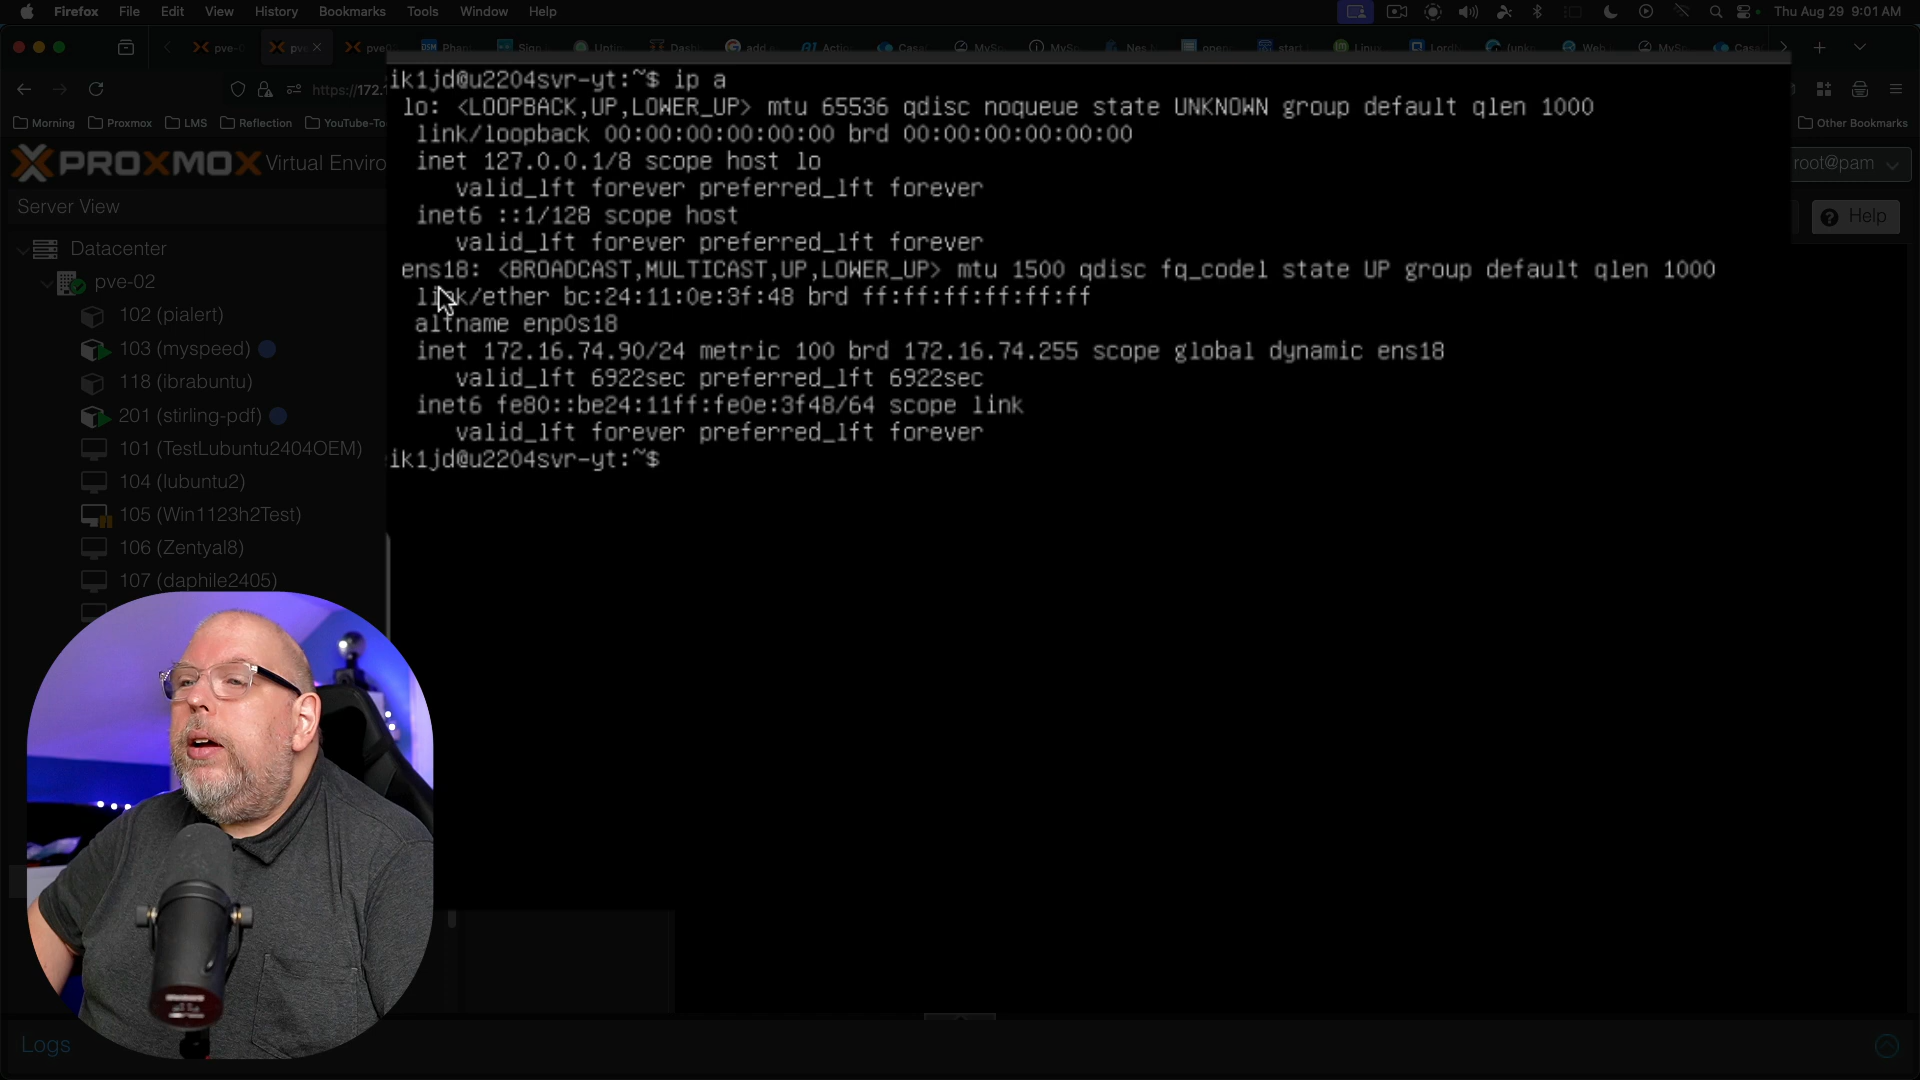 Firefox File Edit View History Bookmarks Tools Window Help
Thu Aug 29 9:01 AM
https://172.1
Morning Proxmox LMS Reflection YouTube-To
Other Bookmarks
PROXMOX Virtual Enviro
root@pam
Server View
Help
Datacenter
pve-02
102 (pialert)
103 (myspeed)
118 (ibrabuntu)
201 (stirling-pdf)
101 (TestLubuntu2404OEM)
104 (lubuntu2)
105 (Win1123h2Test)
106 (Zentyal8)
107 (daphile2405)
ik1jd@u2204svr-yt:~$ ip a
lo: <LOOPBACK,UP,LOWER_UP> mtu 65536 qdisc noqueue state UNKNOWN group default qlen 1000
link/loopback 00:00:00:00:00:00 brd 00:00:00:00:00:00
inet 127.0.0.1/8 scope host lo
valid_lft forever preferred_lft forever
inet6 ::1/128 scope host
valid_lft forever preferred_lft forever
ens18: <BROADCAST,MULTICAST,UP,LOWER_UP> mtu 1500 qdisc fq_codel state UP group default qlen 1000
link/ether bc:24:11:0e:3f:48 brd ff:ff:ff:ff:ff:ff
altname enp0s18
inet 172.16.74.90/24 metric 100 brd 172.16.74.255 scope global dynamic ens18
valid_lft 6922sec preferred_lft 6922sec
inet6 fe80::be24:11ff:fe0e:3f48/64 scope link
valid_lft forever preferred_lft forever
ik1jd@u2204svr-yt:~$
Logs